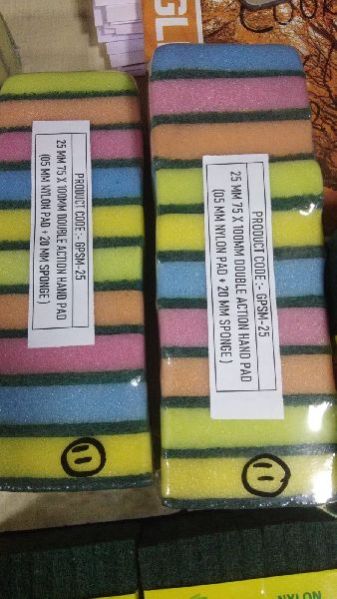 GL
PRODUCT CODE:- GPSM-25
25 MM 75 X 100MM DOUBLE ACTION HAND PAD
(05 MM NYLON PAD + 20 MM SPONGE)
PRODUCT CODE:- GPSM-25
25 MM 75 X 100MM DOUBLE ACTION HAND PAD
(05 MM NYLON PAD + 20 MM SPONGE)
NYLON